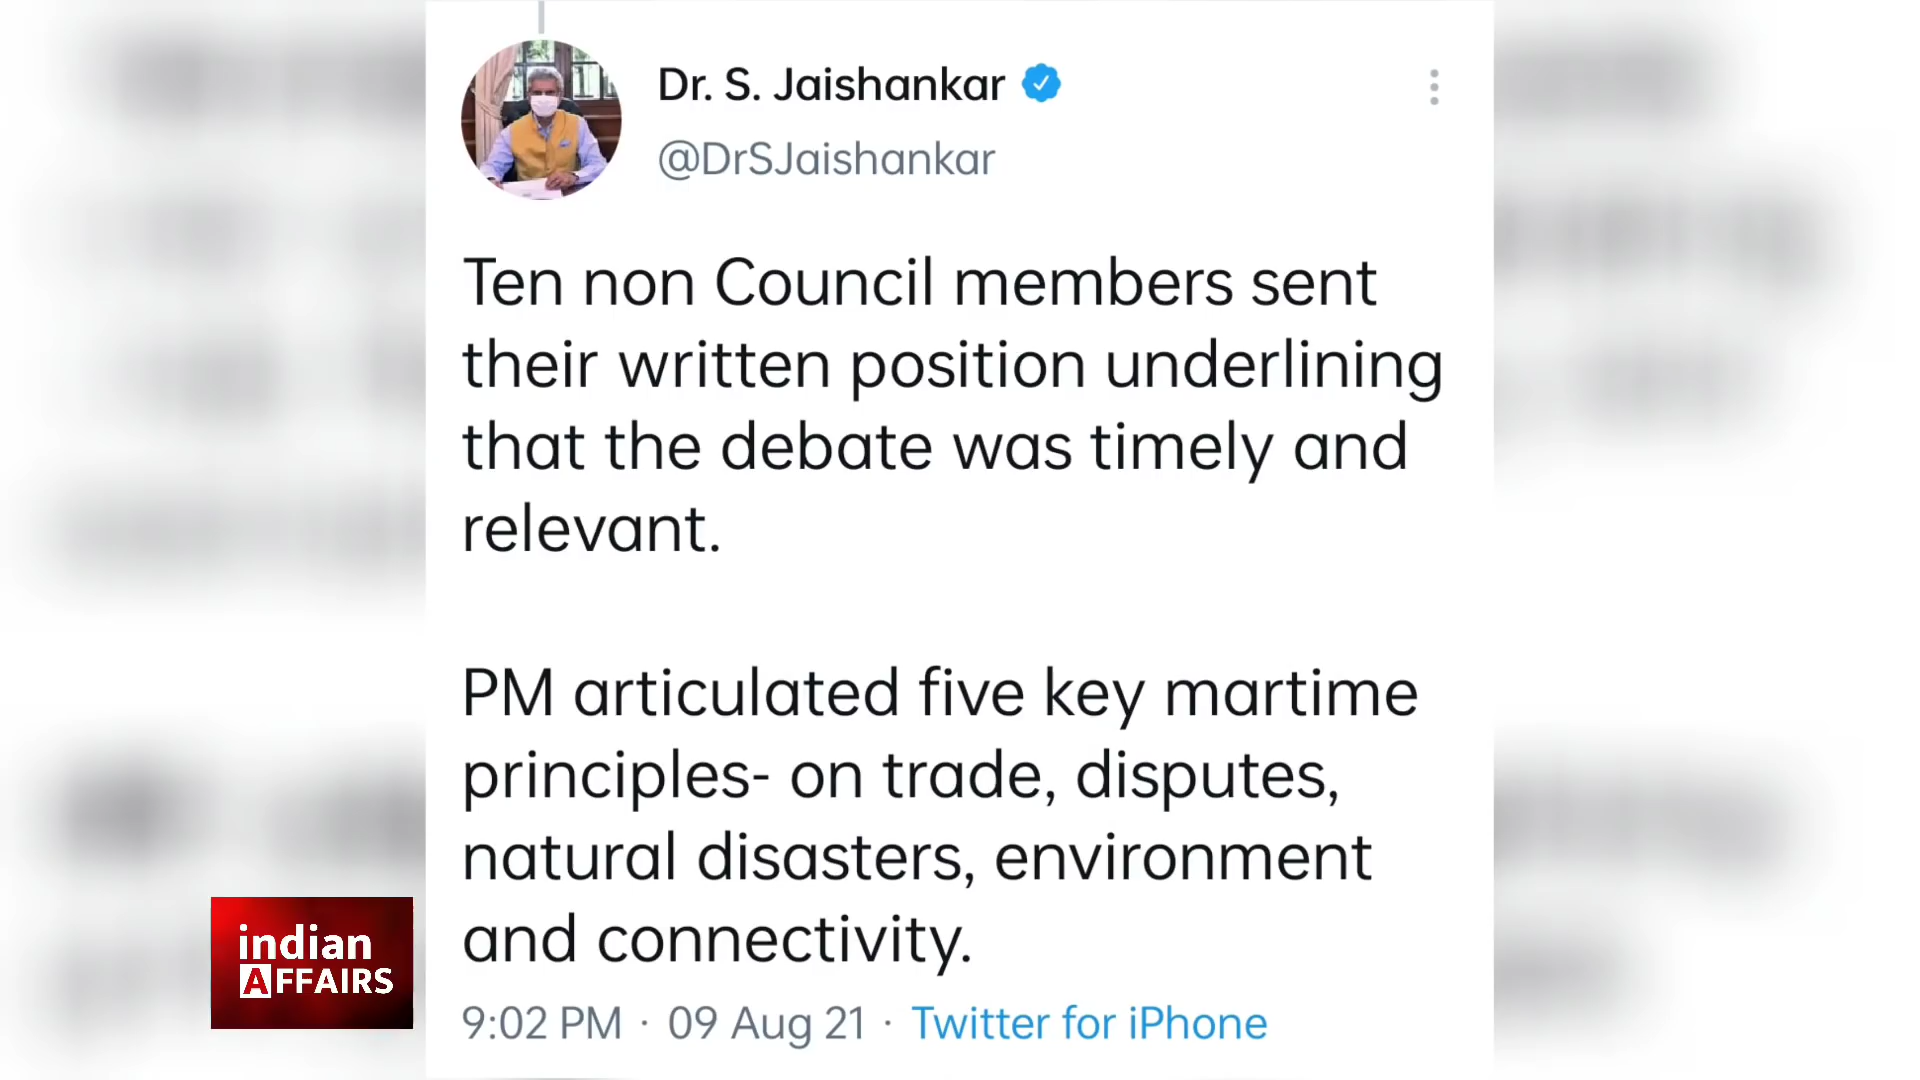 Dr. S. Jaishankar
@DrSJaishankar
Ten non Council members sent
their written position underlining
that the debate was timely and
relevant.
PM articulated five key martime
principles- on trade, disputes,
natural disasters, environment
and connectivity.
9:02 PM · 09 Aug 21 · Twitter for iPhone
indian
AFFAIRS